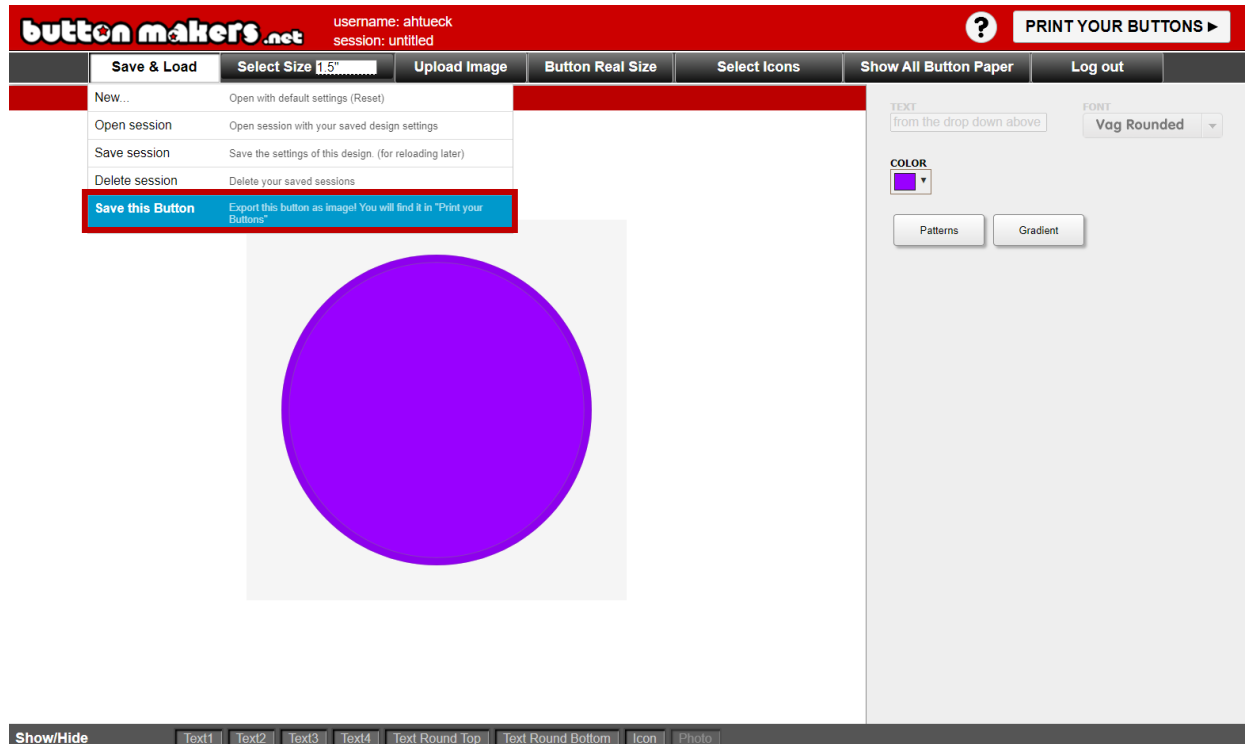 button makers.net
username: ahtueck
session: untitled
?
PRINT YOUR BUTTONS ►
Save & Load
Select Size 1.5"
Upload Image
Button Real Size
Select Icons
Show All Button Paper
Log out
New... Open with default settings (Reset)
Open session Open session with your saved design settings
Save session Save the settings of this design. (for reloading later)
Delete session Delete your saved sessions
Save this Button Export this button as image! You will find it in "Print your
Buttons"
TEXT
from the drop down above
FONT
Vag Rounded
COLOR
Patterns
Gradient
Show/Hide Text1 Text2 Text3 Text4 Text Round Top Text Round Bottom Icon Photo